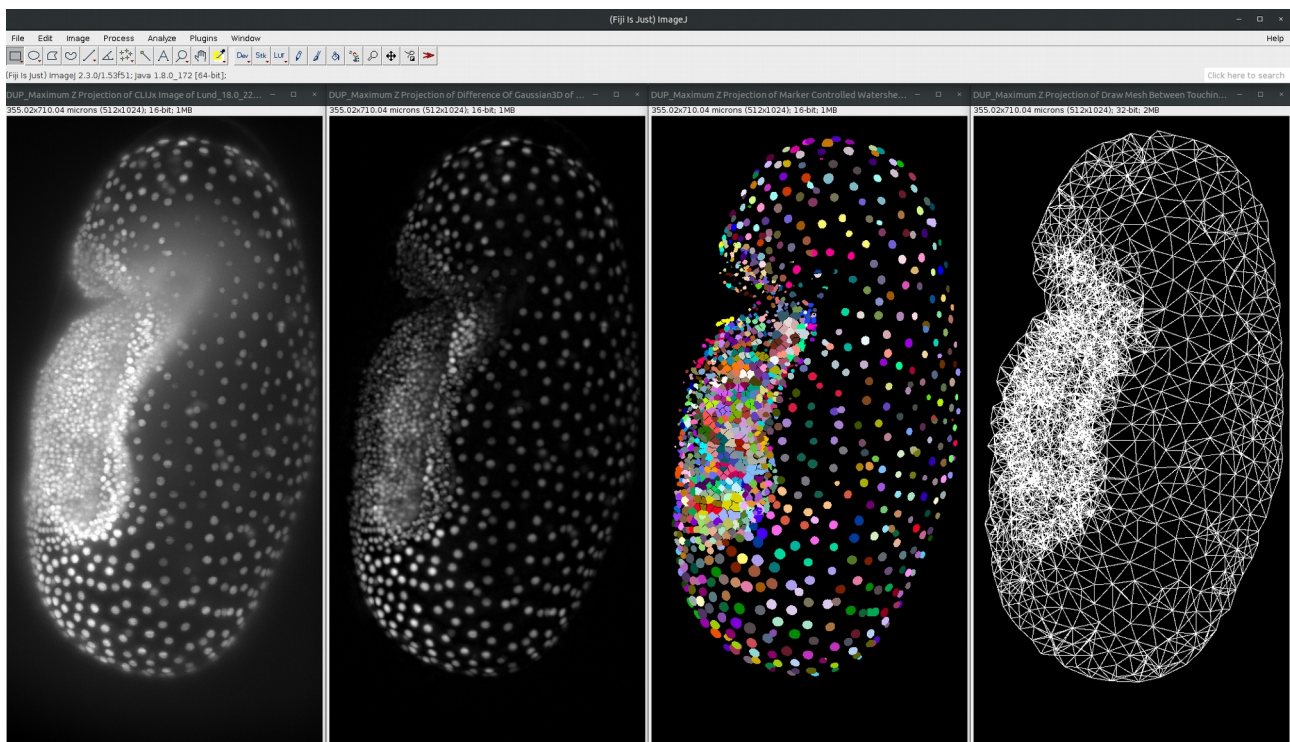 (Fiji Is Just) ImageJ
File Edit Image Process Analyze Plugins Window Help
Dev Stk LUT
(Fiji Is Just) ImageJ 2.3.0/1.53f51; Java 1.8.0_172 [64-bit];
Click here to search
DUP_Maximum Z Projection of CLIJx Image of Lund_18.0_22...
355.02x710.04 microns (512x1024); 16-bit; 1MB
DUP_Maximum Z Projection of Difference Of Gaussian3D of ...
355.02x710.04 microns (512x1024); 16-bit; 1MB
DUP_Maximum Z Projection of Marker Controlled Watershe...
355.02x710.04 microns (512x1024); 16-bit; 1MB
DUP_Maximum Z Projection of Draw Mesh Between Touchin...
355.02x710.04 microns (512x1024); 32-bit; 2MB